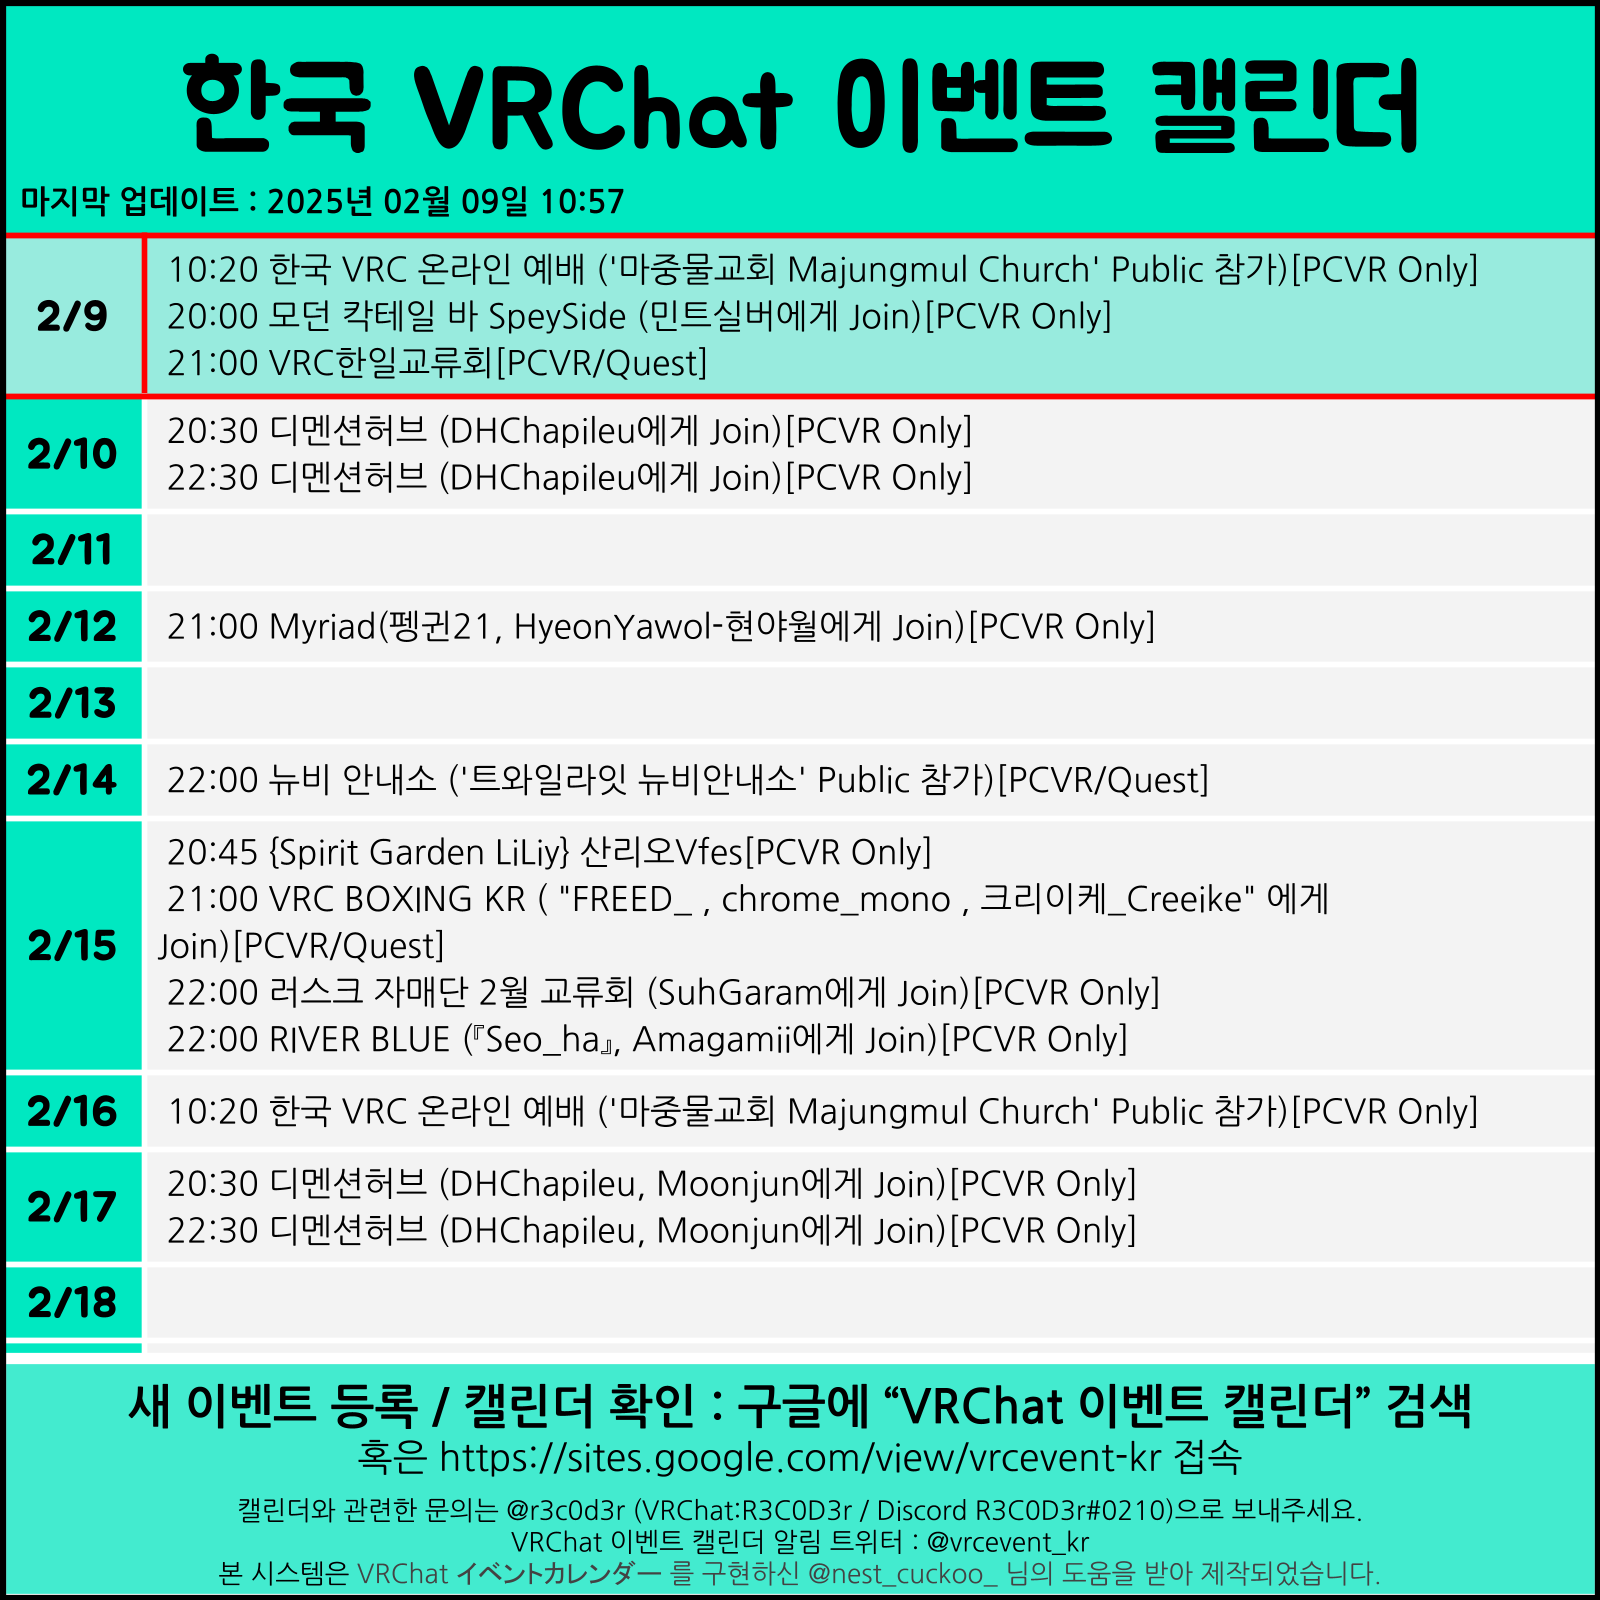 한국 VRChat 이벤트 캘린더
마지막 업데이트 : 2025년 02월 09일 10:57
2/9
10:20 한국 VRC 온라인 예배 ('마중물교회 Majungmul Church' Public 참가)[PCVR Only]
20:00 모던 칵테일 바 SpeySide (민트실버에게 Join)[PCVR Only]
21:00 VRC한일교류회[PCVR/Quest]
2/10
20:30 디멘션허브 (DHChapileu에게 Join)[PCVR Only]
22:30 디멘션허브 (DHChapileu에게 Join)[PCVR Only]
2/11
2/12
21:00 Myriad(펭귄21, HyeonYawol-현야월에게 Join)[PCVR Only]
2/13
2/14
22:00 뉴비 안내소 ('트와일라잇 뉴비안내소' Public 참가)[PCVR/Quest]
2/15
20:45 {Spirit Garden LiLiy} 산리오Vfes[PCVR Only]
21:00 VRC BOXING KR ( "FREED_ , chrome_mono , 크리이케_Creeike" 에게
Join)[PCVR/Quest]
22:00 러스크 자매단 2월 교류회 (SuhGaram에게 Join)[PCVR Only]
22:00 RIVER BLUE (『Seo_ha』, Amagamii에게 Join)[PCVR Only]
2/16
10:20 한국 VRC 온라인 예배 ('마중물교회 Majungmul Church' Public 참가)[PCVR Only]
2/17
20:30 디멘션허브 (DHChapileu, Moonjun에게 Join)[PCVR Only]
22:30 디멘션허브 (DHChapileu, Moonjun에게 Join)[PCVR Only]
2/18
새 이벤트 등록 / 캘린더 확인 : 구글에 “VRChat 이벤트 캘린더” 검색
혹은 https://sites.google.com/view/vrcevent-kr 접속
캘린더와 관련한 문의는 @r3c0d3r (VRChat:R3C0D3r / Discord R3C0D3r#0210)으로 보내주세요.
VRChat 이벤트 캘린더 알림 트위터 : @vrcevent_kr
본 시스템은 VRChat イベントカレンダー 를 구현하신 @nest_cuckoo_ 님의 도움을 받아 제작되었습니다.